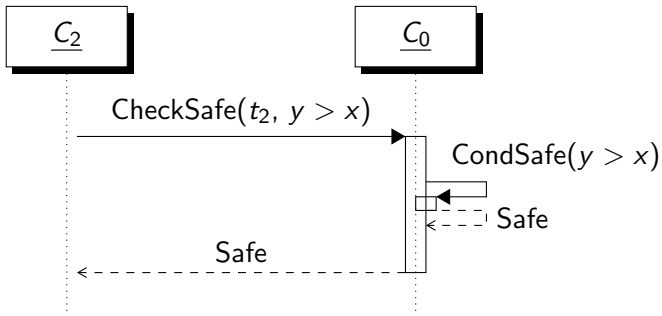 C₂
C₀
CheckSafe(t₂, y > x)
CondSafe(y > x)
Safe
Safe